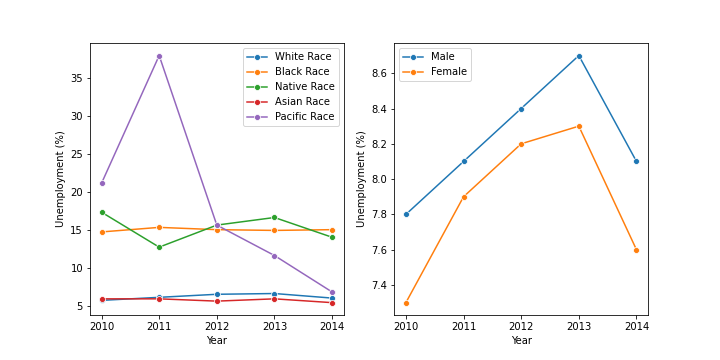 35
30
25
20
15
10
5
Unemployment (%)
2010 2011 2012 2013 2014
Year
White Race
Black Race
Native Race
Asian Race
Pacific Race
8.6
8.4
8.2
8.0
7.8
7.6
7.4
Unemployment (%)
2010 2011 2012 2013 2014
Year
Male
Female